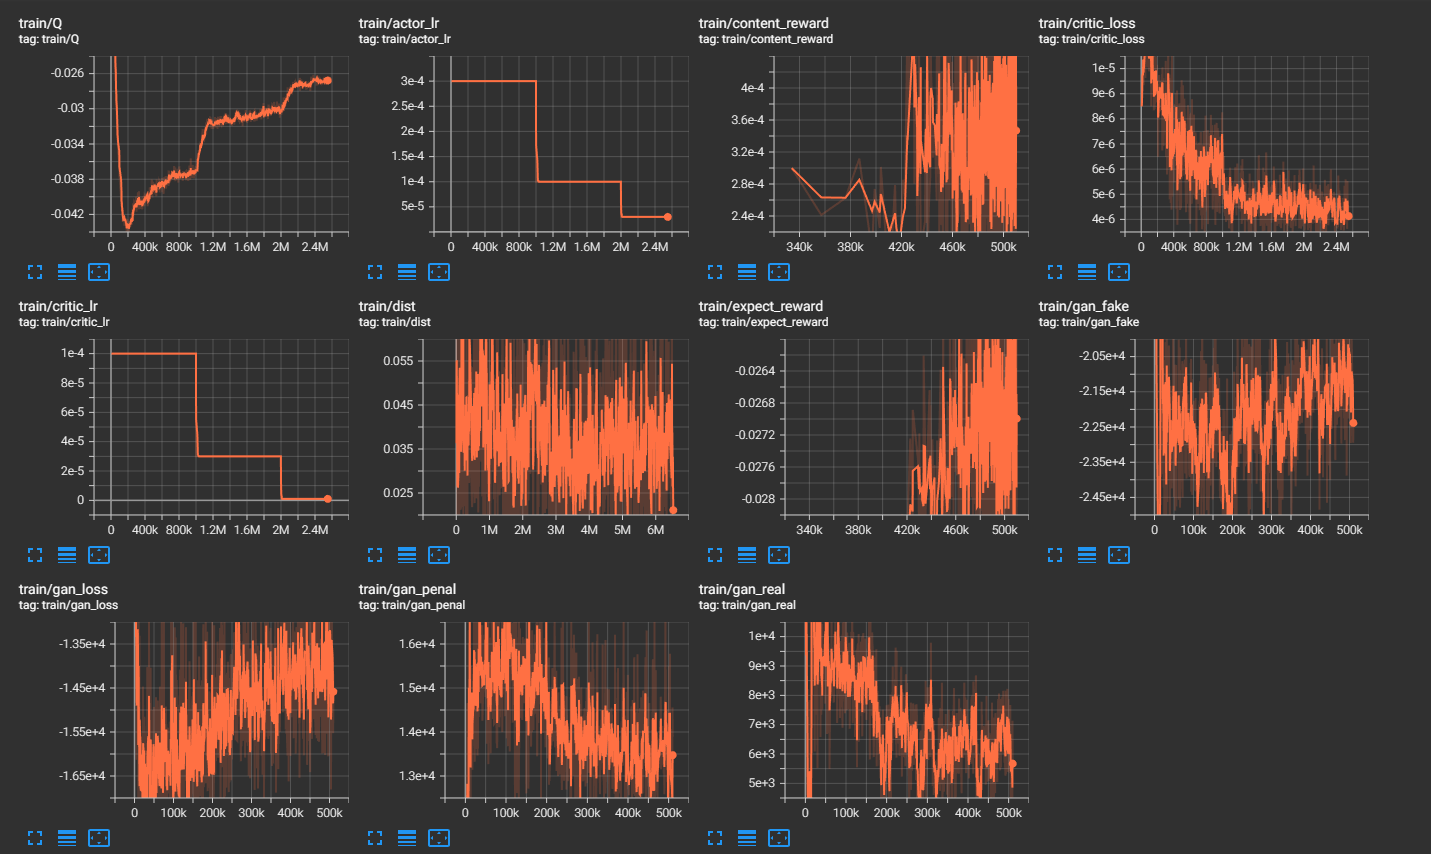 train/Q
tag: train/Q
-0.026
-0.03
-0.034
-0.038
-0.042
0 400k 800k 1.2M 1.6M 2M 2.4M
train/actor_lr
tag: train/actor_lr
3e-4
2.5e-4
2e-4
1.5e-4
1e-4
5e-5
0 400k 800k 1.2M 1.6M 2M 2.4M
train/content_reward
tag: train/content_reward
4e-4
3.6e-4
3.2e-4
2.8e-4
2.4e-4
340k 380k 420k 460k 500k
train/critic_loss
tag: train/critic_loss
1e-5
9e-6
8e-6
7e-6
6e-6
5e-6
4e-6
0 400k 800k 1.2M 1.6M 2M 2.4M
train/critic_lr
tag: train/critic_lr
1e-4
8e-5
6e-5
4e-5
2e-5
0
0 400k 800k 1.2M 1.6M 2M 2.4M
train/dist
tag: train/dist
0.055
0.045
0.035
0.025
0 1M 2M 3M 4M 5M 6M
train/expect_reward
tag: train/expect_reward
-0.0264
-0.0268
-0.0272
-0.0276
-0.028
340k 380k 420k 460k 500k
train/gan_fake
tag: train/gan_fake
-2.05e+4
-2.15e+4
-2.25e+4
-2.35e+4
-2.45e+4
0 100k 200k 300k 400k 500k
train/gan_loss
tag: train/gan_loss
-1.35e+4
-1.45e+4
-1.55e+4
-1.65e+4
0 100k 200k 300k 400k 500k
train/gan_penal
tag: train/gan_penal
1.6e+4
1.5e+4
1.4e+4
1.3e+4
0 100k 200k 300k 400k 500k
train/gan_real
tag: train/gan_real
1e+4
9e+3
8e+3
7e+3
6e+3
5e+3
0 100k 200k 300k 400k 500k